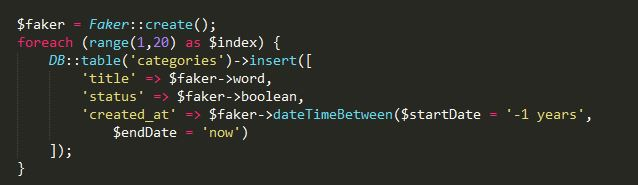 $faker = Faker::create();
foreach (range(1,20) as $index) {
DB::table('categories')->insert([
'title' => $faker->word,
'status' => $faker->boolean,
'created_at' => $faker->dateTimeBetween($startDate = '-1 years',
$endDate = 'now')
]);
}